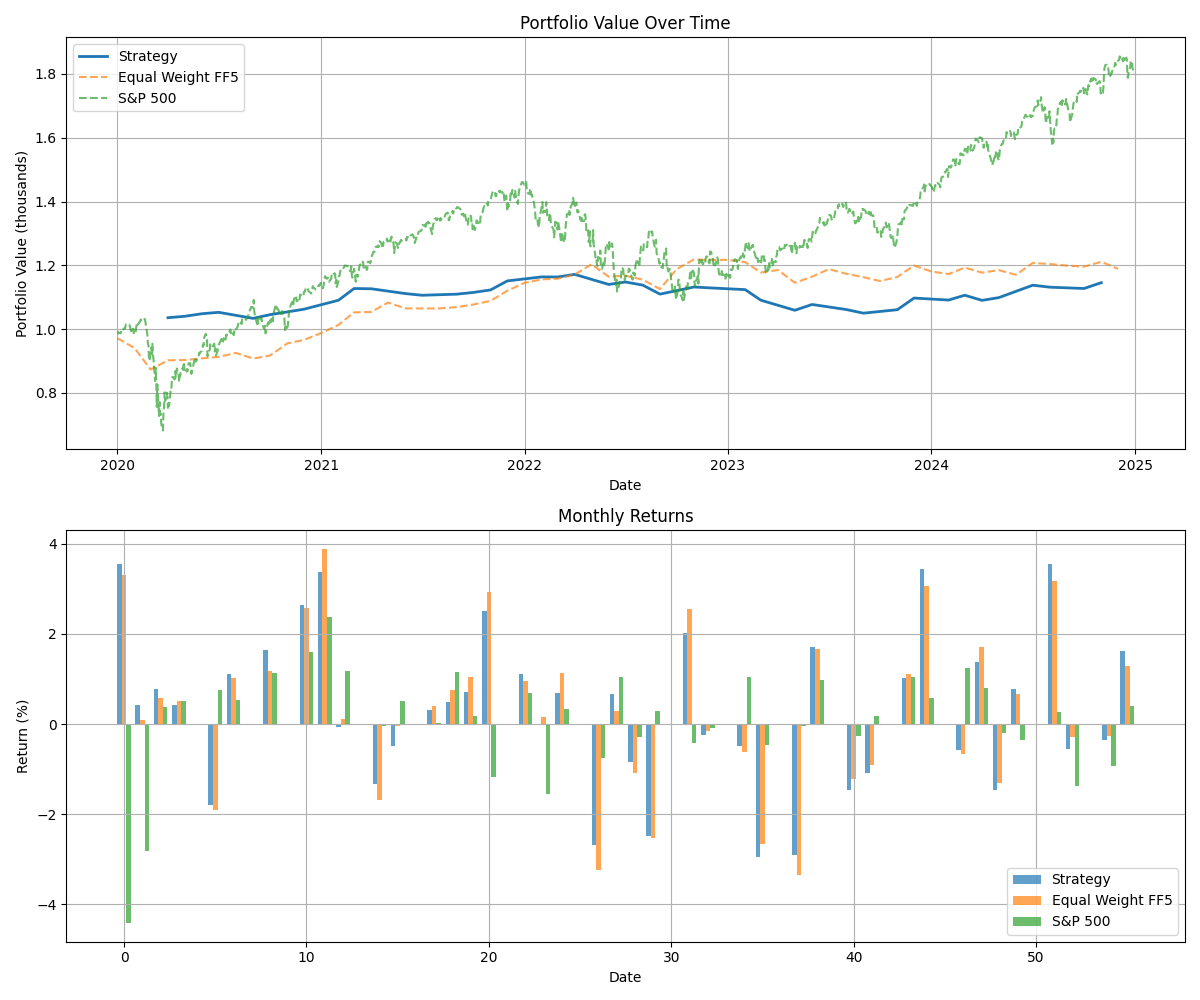 Portfolio Value Over Time
Portfolio Value (thousands)
1.8
1.6
1.4
1.2
1.0
0.8
Strategy
Equal Weight FF5
S&P 500
2020 2021 2022 2023 2024 2025
Date
Monthly Returns
Return (%)
4
2
0
−2
−4
Strategy
Equal Weight FF5
S&P 500
0 10 20 30 40 50
Date